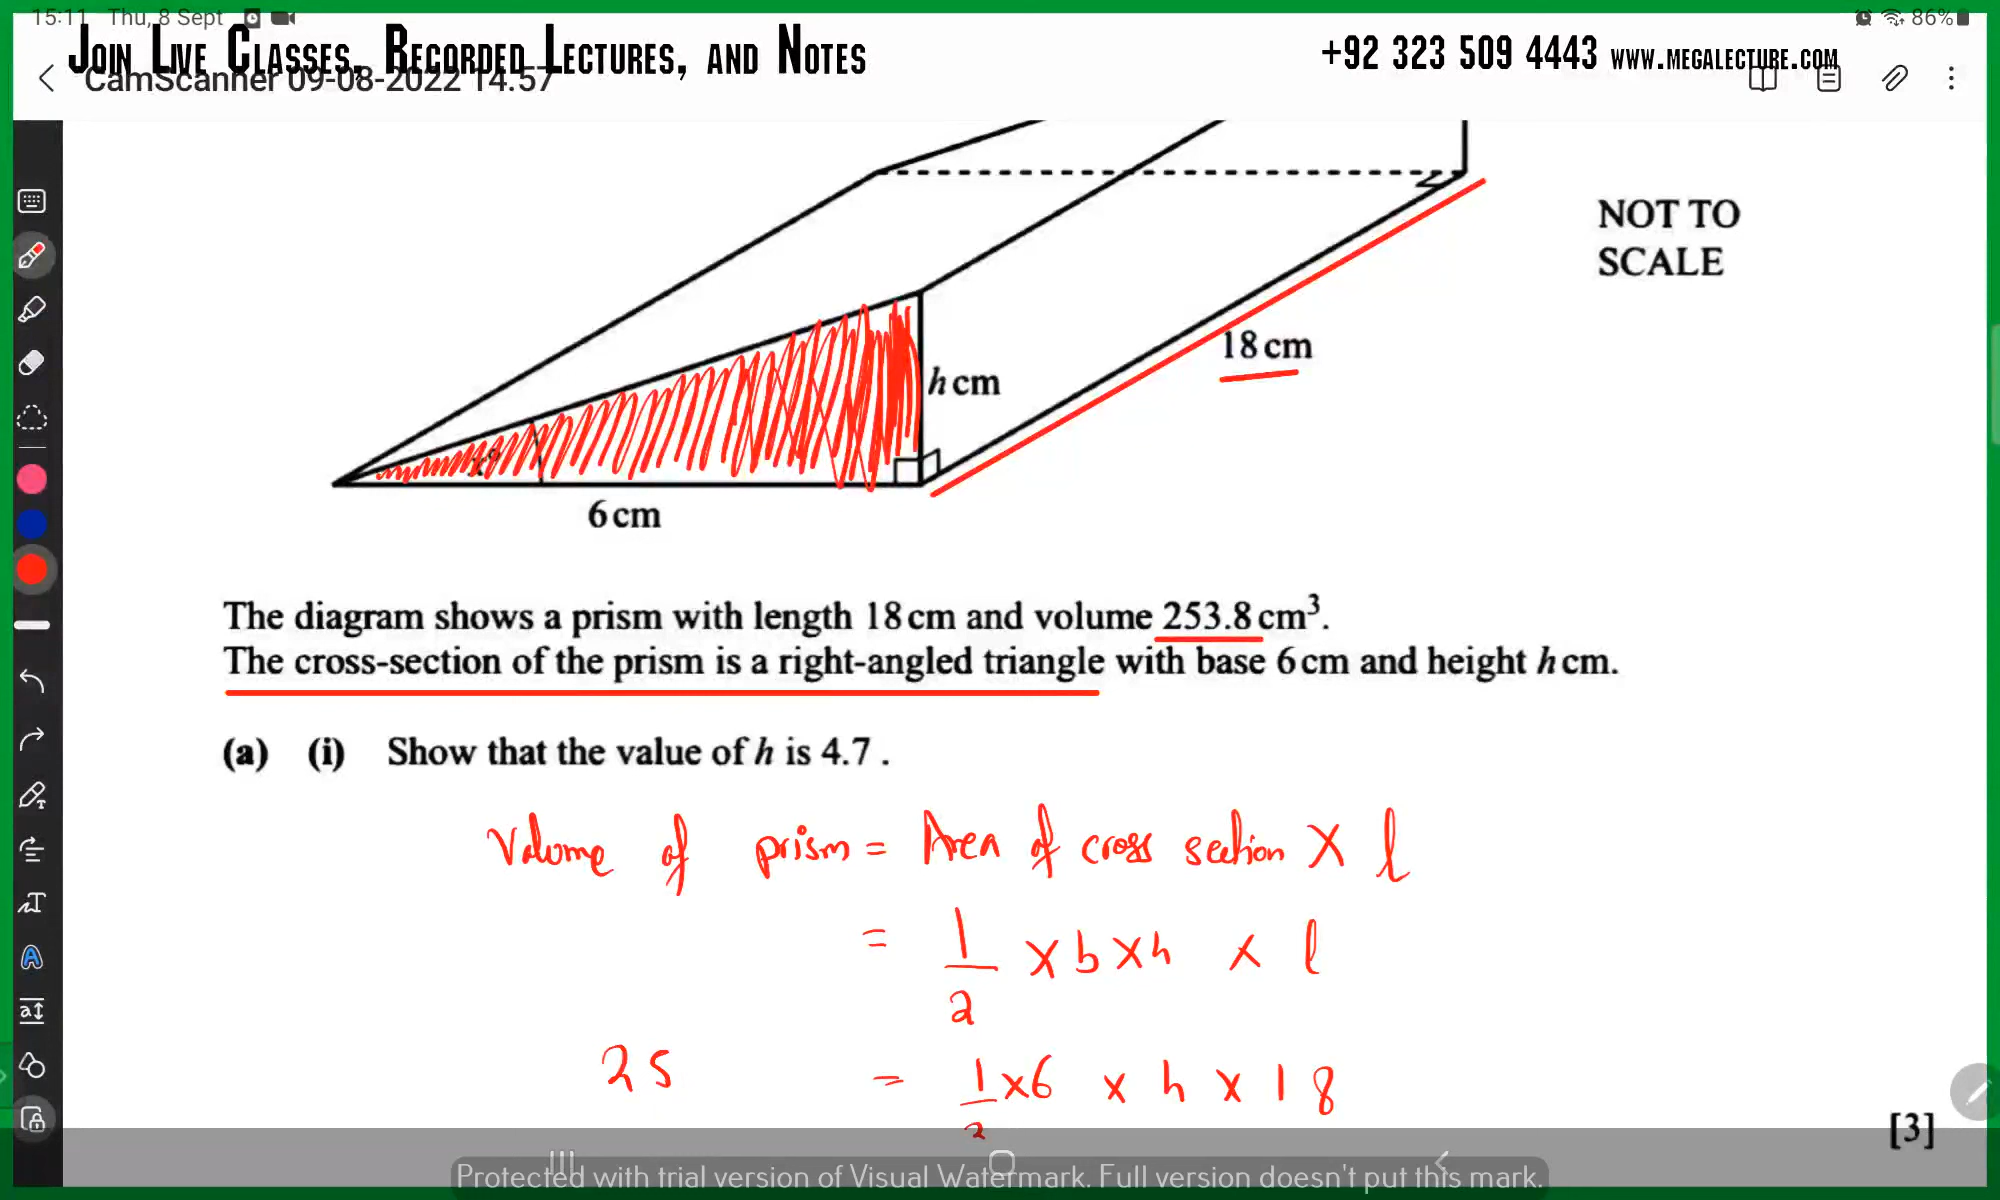 15:11 Thu, 8 Sept 86%
Join Live Classes, Recorded Lectures, and Notes +92 323 509 4443 www.megalecture.com
CamScanner 09-08-2022 14.57
NOT TO
SCALE
18 cm
h cm
6 cm
The diagram shows a prism with length 18 cm and volume 253.8 cm³.
The cross-section of the prism is a right-angled triangle with base 6 cm and height h cm.
(a) (i) Show that the value of h is 4.7 .
Volume of prism = Area of cross section × l
= 1/2 × b × h × l
25 = 1/2 × 6 × h × 18
[3]
Protected with trial version of Visual Watermark. Full version doesn't put this mark.